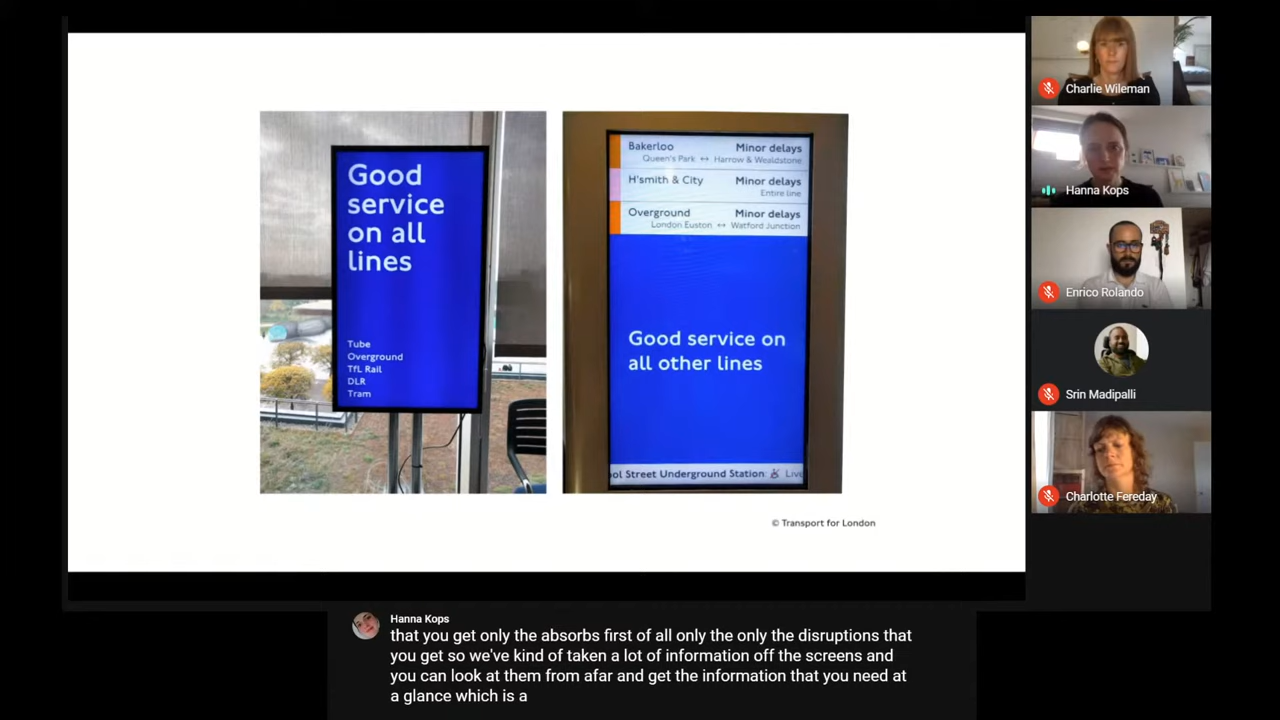 Good
service
on all
lines
Tube
Overground
TfL Rail
DLR
Tram
Bakerloo Minor delays
Queen's Park ↔ Harrow & Wealdstone
H'smith & City Minor delays
Entire line
Overground Minor delays
London Euston ↔ Watford Junction
Good service on
all other lines
ol Street Underground Station: Live
© Transport for London
Charlie Wileman
Hanna Kops
Enrico Rolando
Srin Madipalli
Charlotte Fereday
Hanna Kops
that you get only the absorbs first of all only the only the disruptions that
you get so we've kind of taken a lot of information off the screens and
you can look at them from afar and get the information that you need at
a glance which is a